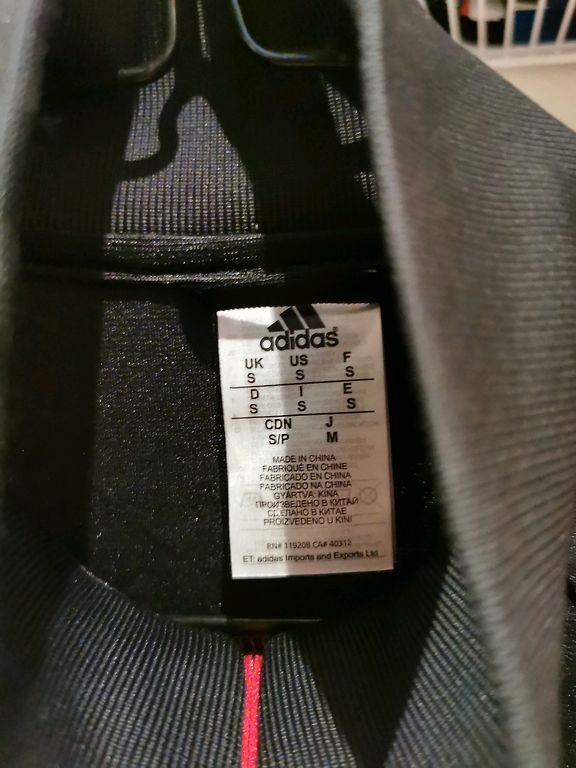 adidas®
UK US F
S S S
D I E
S S S
CDN J
S/P M
MADE IN CHINA
FABRIQUÉ EN CHINE
FABRICADO EN CHINA
FABRICADO NA CHINA
GYÁRTVA: KÍNA
ПРОИЗВЕДЕНО В КИТАЙ
СДЕЛАНО В КИТАЕ
PROIZVEDENO U KINI
RN# 119208 CA# 40312
ET: adidas Imports and Exports Ltd...